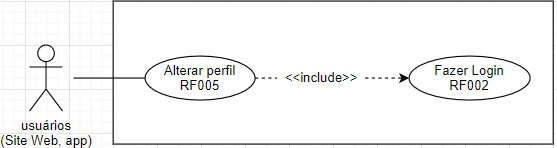 Alterar perfil
RF005
<<include>>
Fazer Login
RF002
usuários
(Site Web, app)